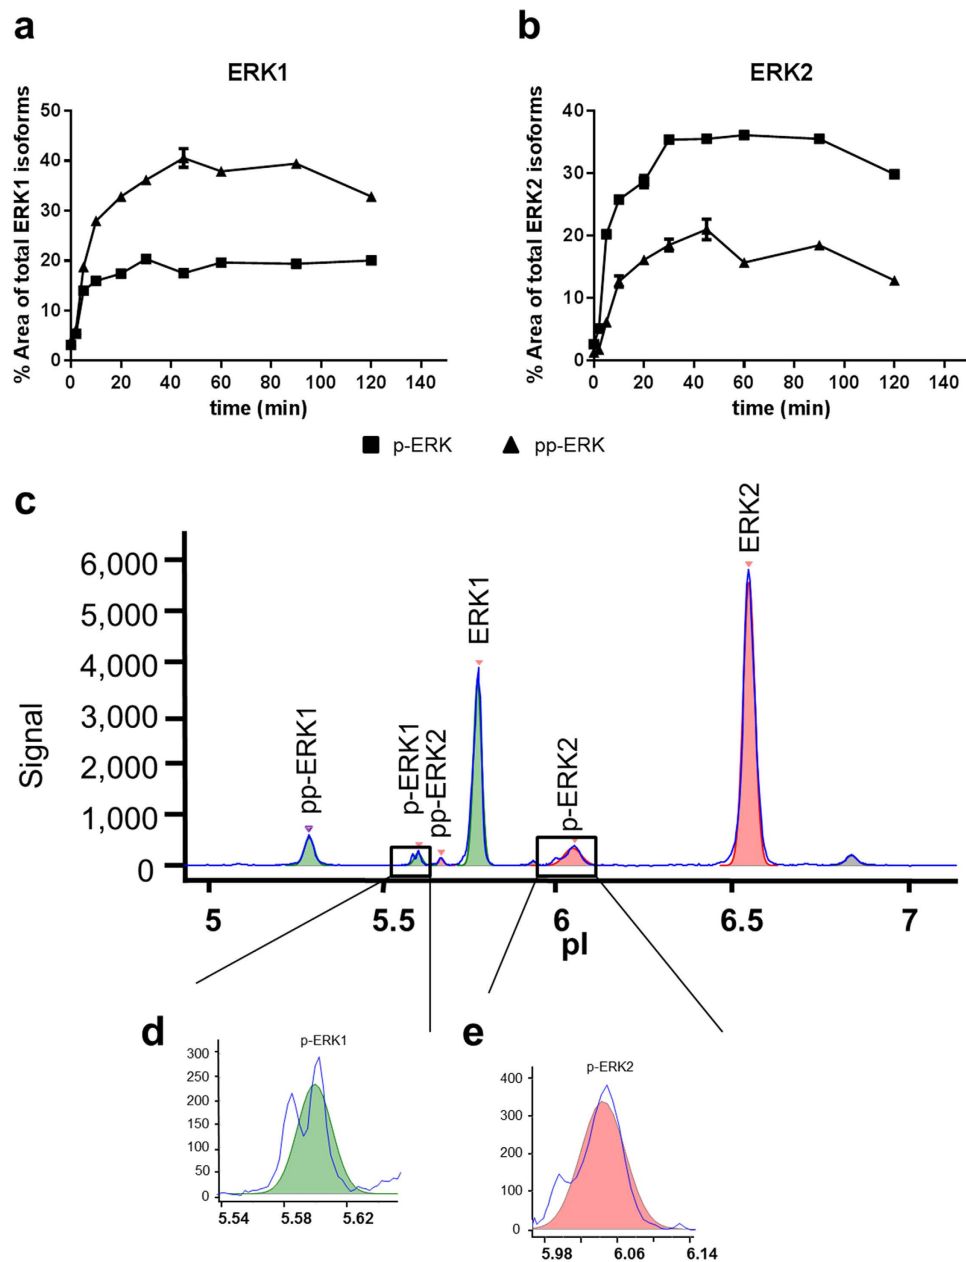 a
b
ERK1
ERK2
% Area of total ERK1 isoforms
50
40
30
20
10
0
0 20 40 60 80 100 120 140
time (min)
% Area of total ERK2 isoforms
40
30
20
10
0
0 20 40 60 80 100 120 140
time (min)
p-ERK
pp-ERK
c
Signal
6,000
5,000
4,000
3,000
2,000
1,000
0
pp-ERK1
p-ERK1
pp-ERK2
ERK1
p-ERK2
ERK2
5 5.5 6 6.5 7
pI
d
p-ERK1
300
250
200
150
100
50
0
5.54 5.58 5.62
e
p-ERK2
400
300
200
100
0
5.98 6.06 6.14